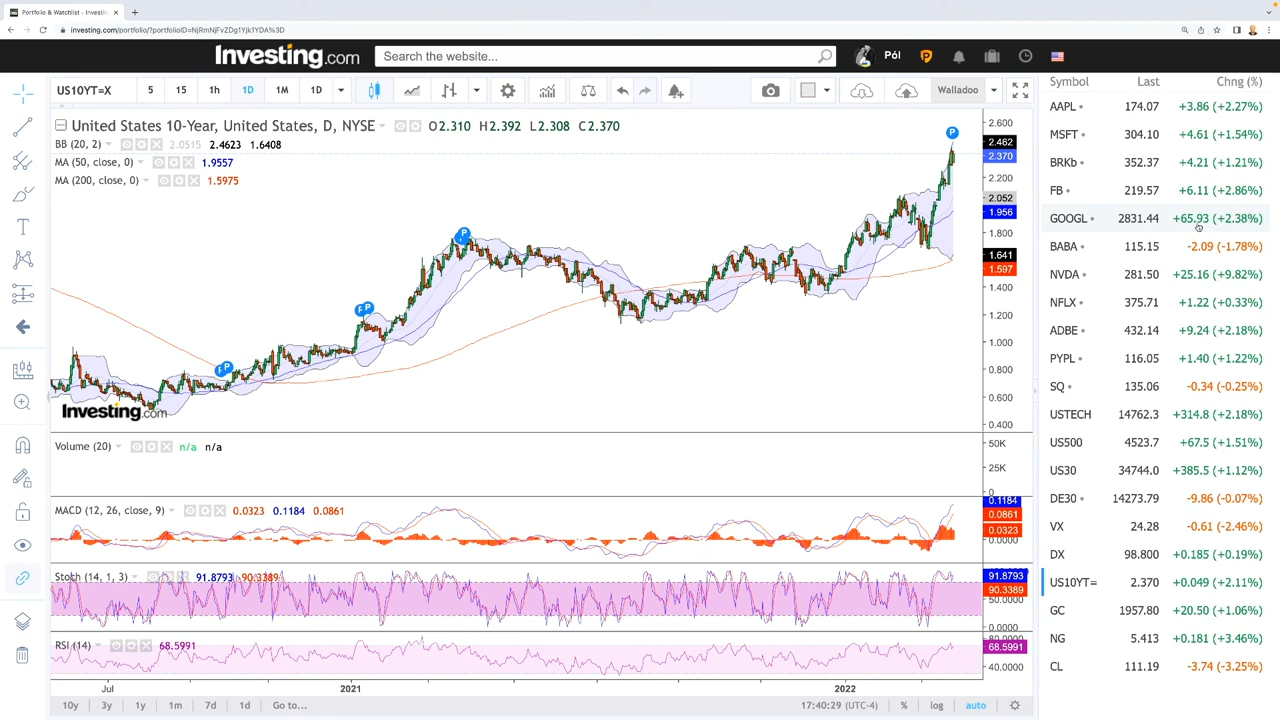 Portfolio & Watchlist - Investin
investing.com/portfolio/?portfolioID=NjRmNjFvZDg1Yjk1YDA%3D
Investing.com Search the website... Pól
US10YT=X 5 15 1h 1D 1M 1D Walladoo
United States 10-Year, United States, D, NYSE O2.310 H2.392 L2.308 C2.370
BB (20, 2) 2.0515 2.4623 1.6408
MA (50, close, 0) 1.9557
MA (200, close, 0) 1.5975
P
P
P P
P P
2.600
2.462
2.370
2.200
2.052
1.956
1.800
1.641
1.597
1.400
1.200
1.000
0.800
0.600
0.400
Investing.com
Volume (20) n/a n/a
50K
25K
0
MACD (12, 26, close, 9) 0.0323 0.1184 0.0861
0.1184
0.0861
0.0323
0.0000
Stoch (14, 1, 3) 91.8793 90.3389
91.8793
90.3389
50.0000
0.0000
RSI (14) 68.5991
80.0000
68.5991
40.0000
Jul 2021 2022
10y 3y 1y 1m 7d 1d Go to... 17:40:29 (UTC-4) % log auto
Symbol Last Chng (%)
AAPL 174.07 +3.86 (+2.27%)
MSFT 304.10 +4.61 (+1.54%)
BRKb 352.37 +4.21 (+1.21%)
FB 219.57 +6.11 (+2.86%)
GOOGL 2831.44 +65.93 (+2.38%)
BABA 115.15 -2.09 (-1.78%)
NVDA 281.50 +25.16 (+9.82%)
NFLX 375.71 +1.22 (+0.33%)
ADBE 432.14 +9.24 (+2.18%)
PYPL 116.05 +1.40 (+1.22%)
SQ 135.06 -0.34 (-0.25%)
USTECH 14762.3 +314.8 (+2.18%)
US500 4523.7 +67.5 (+1.51%)
US30 34744.0 +385.5 (+1.12%)
DE30 14273.79 -9.86 (-0.07%)
VX 24.28 -0.61 (-2.46%)
DX 98.800 +0.185 (+0.19%)
US10YT= 2.370 +0.049 (+2.11%)
GC 1957.80 +20.50 (+1.06%)
NG 5.413 +0.181 (+3.46%)
CL 111.19 -3.74 (-3.25%)